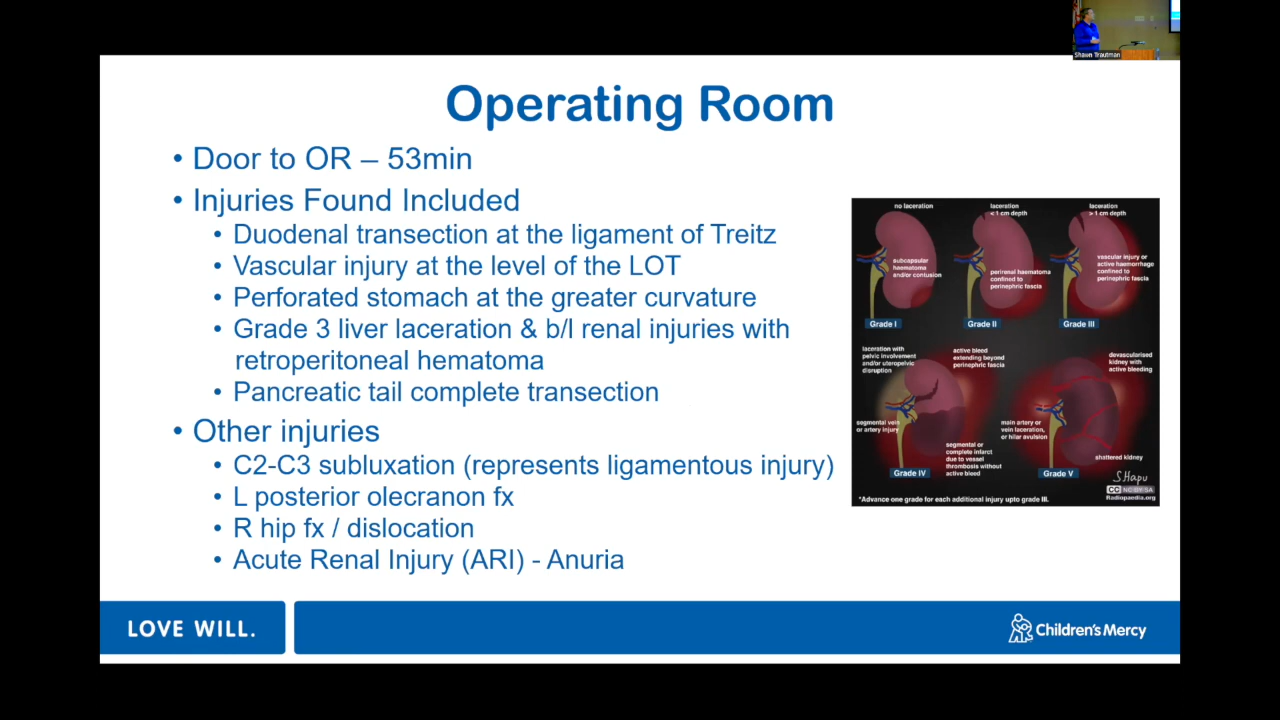 Shawn Trautman
Operating Room
• Door to OR – 53min
• Injuries Found Included
• Duodenal transection at the ligament of Treitz
• Vascular injury at the level of the LOT
• Perforated stomach at the greater curvature
• Grade 3 liver laceration & b/l renal injuries with
retroperitoneal hematoma
• Pancreatic tail complete transection
• Other injuries
• C2-C3 subluxation (represents ligamentous injury)
• L posterior olecranon fx
• R hip fx / dislocation
• Acute Renal Injury (ARI) - Anuria
no laceration
subcapsular
haematoma
and/or contusion
Grade I
laceration
< 1 cm depth
perirenal haematoma
confined to
perinephric fascia
Grade II
laceration
> 1 cm depth
vascular injury or
active haemorrhage
confined to
perinephric fascia
Grade III
laceration with
pelvic involvement
and/or uteropelvic
disruption
active bleed
extending beyond
perinephric fascia
segmental vein
or artery injury
segmental or
complete infarct
due to vessel
thrombosis without
active bleed
Grade IV
devascularised
kidney with
active bleeding
main artery or
vein laceration,
or hilar avulsion
shattered kidney
Grade V
S.Hapu
CC NC-BY-SA
Radiopaedia.org
*Advance one grade for each additional injury upto grade III.
LOVE WILL.
Children's Mercy